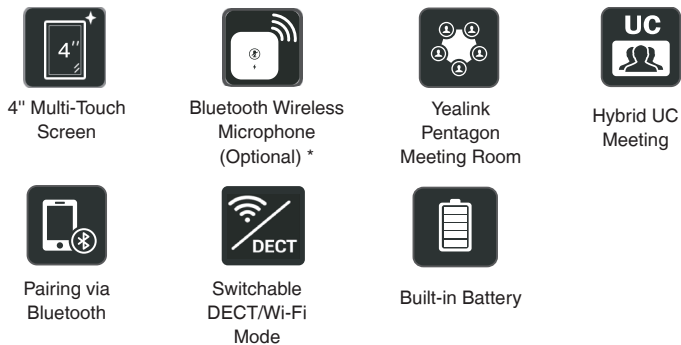 4''
UC
4" Multi-Touch
Screen
Bluetooth Wireless
Microphone
(Optional) *
Yealink
Pentagon
Meeting Room
Hybrid UC
Meeting
DECT
Pairing via
Bluetooth
Switchable
DECT/Wi-Fi
Mode
Built-in Battery